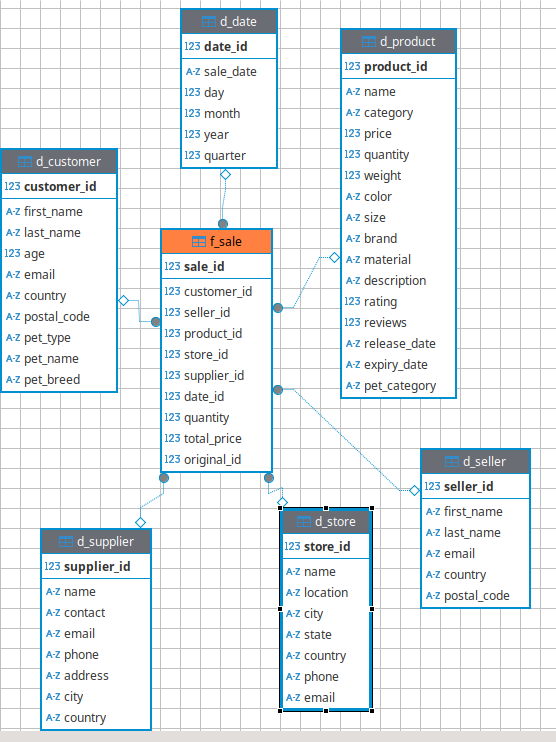 d_date
123 date_id
A-Z sale_date
123 day
123 month
123 year
123 quarter
d_product
123 product_id
A-Z name
A-Z category
123 price
123 quantity
123 weight
A-Z color
A-Z size
A-Z brand
A-Z material
A-Z description
123 rating
123 reviews
A-Z release_date
A-Z expiry_date
A-Z pet_category
d_customer
123 customer_id
A-Z first_name
A-Z last_name
123 age
A-Z email
A-Z country
A-Z postal_code
A-Z pet_type
A-Z pet_name
A-Z pet_breed
f_sale
123 sale_id
123 customer_id
123 seller_id
123 product_id
123 store_id
123 supplier_id
123 date_id
123 quantity
123 total_price
123 original_id
d_seller
123 seller_id
A-Z first_name
A-Z last_name
A-Z email
A-Z country
A-Z postal_code
d_supplier
123 supplier_id
A-Z name
A-Z contact
A-Z email
A-Z phone
A-Z address
A-Z city
A-Z country
d_store
123 store_id
A-Z name
A-Z location
A-Z city
A-Z state
A-Z country
A-Z phone
A-Z email